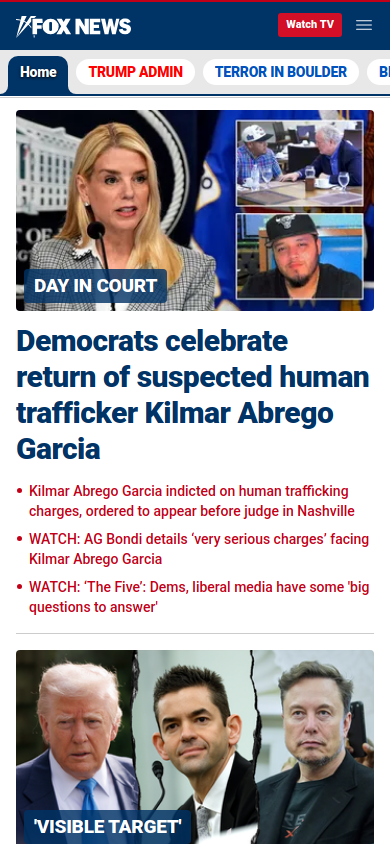 FOX NEWS
Watch TV
Home
TRUMP ADMIN
TERROR IN BOULDER
DAY IN COURT
Democrats celebrate
return of suspected human
trafficker Kilmar Abrego
Garcia
• Kilmar Abrego Garcia indicted on human trafficking
charges, ordered to appear before judge in Nashville
• WATCH: AG Bondi details ‘very serious charges’ facing
Kilmar Abrego Garcia
• WATCH: ‘The Five’: Dems, liberal media have some 'big
questions to answer'
'VISIBLE TARGET'